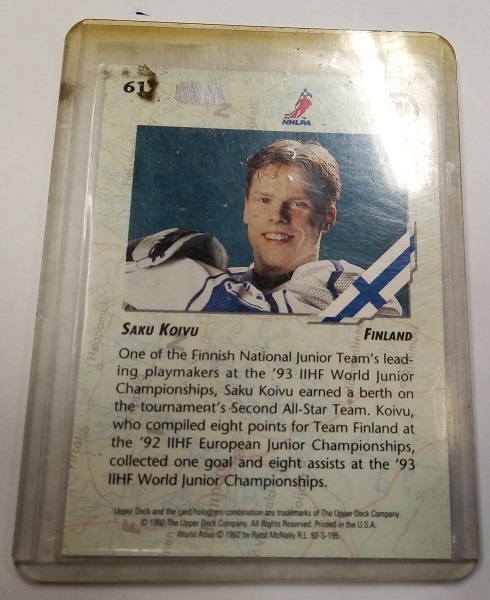 61
NHLPA
SAKU KOIVU
FINLAND
One of the Finnish National Junior Team's lead-
ing playmakers at the '93 IIHF World Junior
Championships, Saku Koivu earned a berth on
the tournament's Second All-Star Team. Koivu,
who compiled eight points for Team Finland at
the '92 IIHF European Junior Championships,
collected one goal and eight assists at the '93
IIHF World Junior Championships.
Upper Deck and the card/hologram combination are trademarks of The Upper Deck Company.
© 1992 The Upper Deck Company. All Rights Reserved. Printed in the U.S.A.
World Atlas © 1992 by Rand McNally R.L. 92-S-195